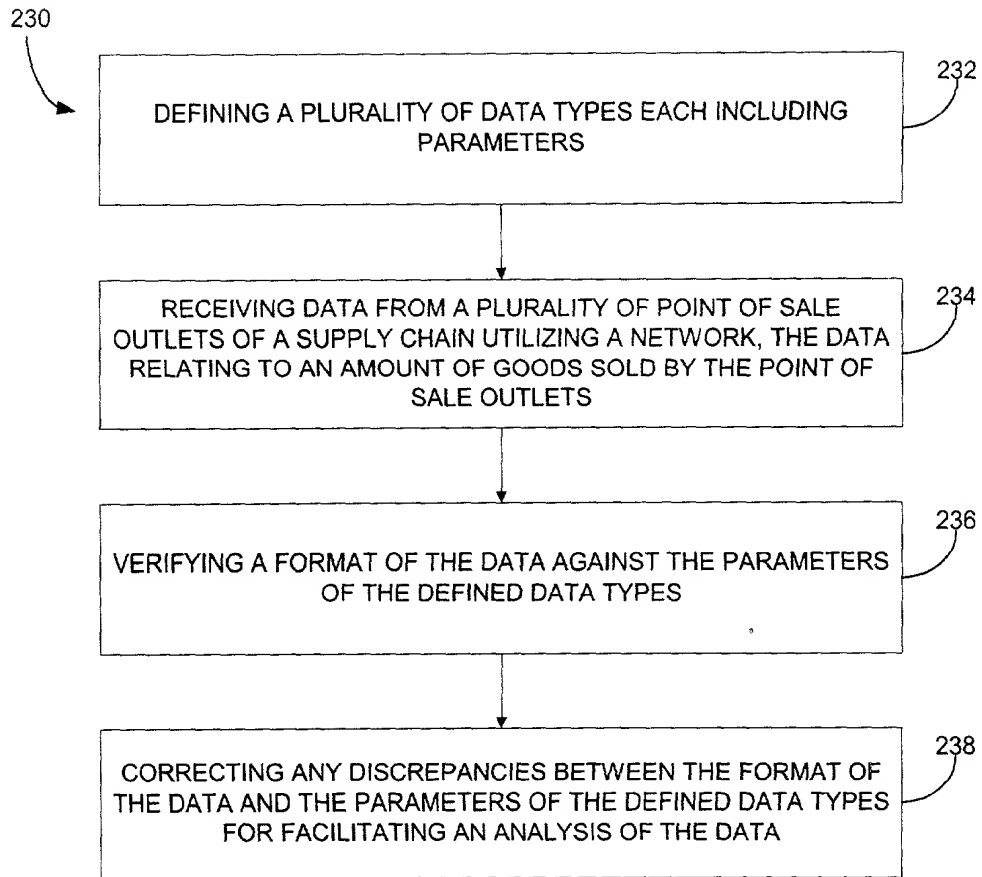 230
232
DEFINING A PLURALITY OF DATA TYPES EACH INCLUDING
PARAMETERS
234
RECEIVING DATA FROM A PLURALITY OF POINT OF SALE
OUTLETS OF A SUPPLY CHAIN UTILIZING A NETWORK, THE DATA
RELATING TO AN AMOUNT OF GOODS SOLD BY THE POINT OF
SALE OUTLETS
236
VERIFYING A FORMAT OF THE DATA AGAINST THE PARAMETERS
OF THE DEFINED DATA TYPES
238
CORRECTING ANY DISCREPANCIES BETWEEN THE FORMAT OF
THE DATA AND THE PARAMETERS OF THE DEFINED DATA TYPES
FOR FACILITATING AN ANALYSIS OF THE DATA